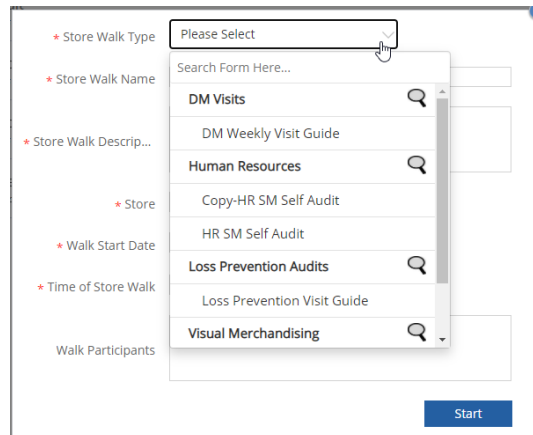 * Store Walk Type
Please Select
Search Form Here...
* Store Walk Name
DM Visits
DM Weekly Visit Guide
* Store Walk Descrip...
Human Resources
Copy-HR SM Self Audit
* Store
HR SM Self Audit
* Walk Start Date
Loss Prevention Audits
* Time of Store Walk
Loss Prevention Visit Guide
Visual Merchandising
Walk Participants
Start